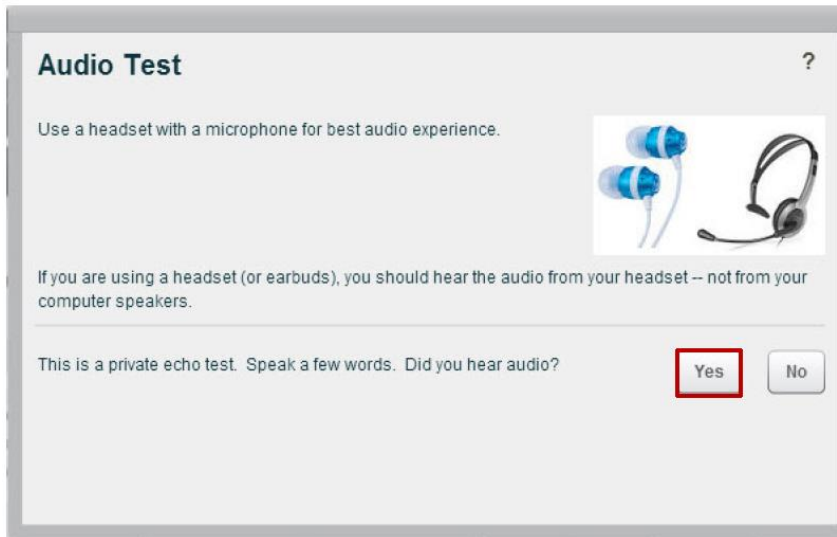 Audio Test
?
Use a headset with a microphone for best audio experience.
If you are using a headset (or earbuds), you should hear the audio from your headset -- not from your
computer speakers.
This is a private echo test.  Speak a few words.  Did you hear audio?
Yes
No